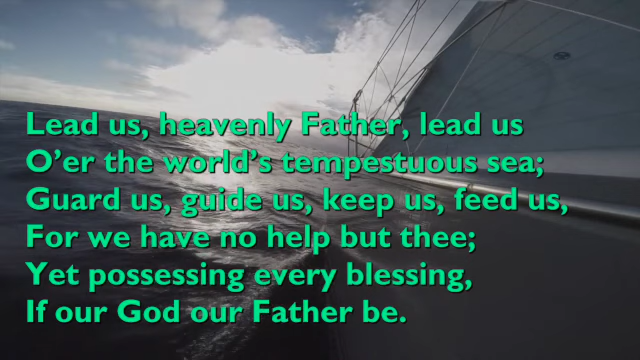 Lead us, heavenly Father, lead us
O’er the world’s tempestuous sea;
Guard us, guide us, keep us, feed us,
For we have no help but thee;
Yet possessing every blessing,
If our God our Father be.